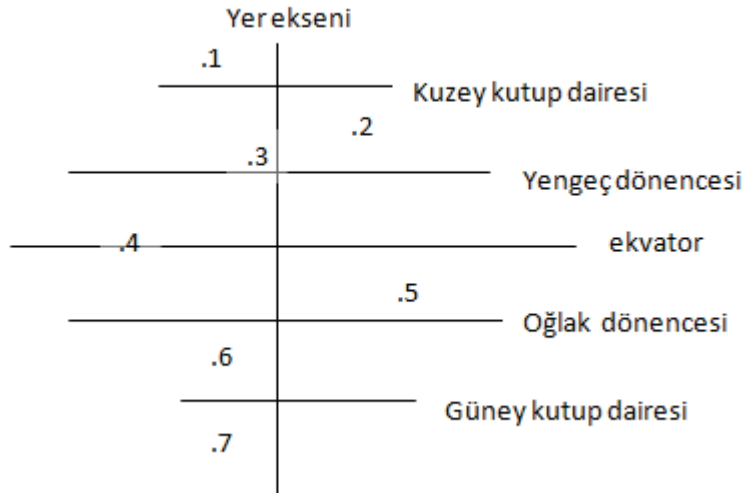 Yer ekseni
.1
Kuzey kutup dairesi
.2
.3
Yengeç dönencesi
.4
ekvator
.5
Oğlak dönencesi
.6
Güney kutup dairesi
.7